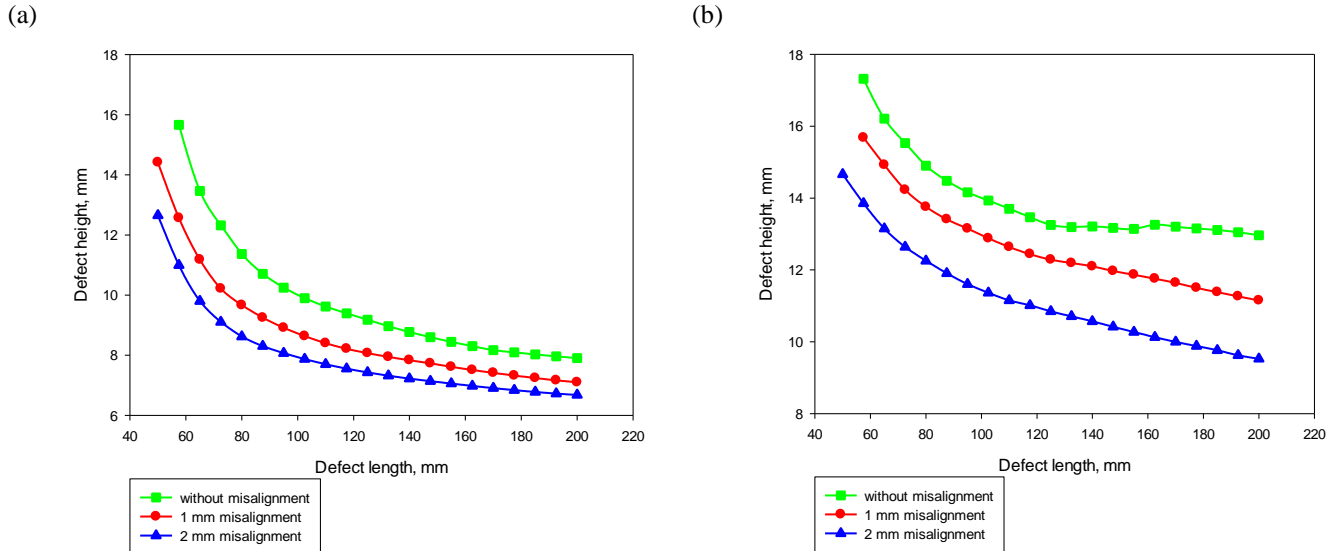 (a)
18
16
14
12
10
8
6
Defect height, mm
40 60 80 100 120 140 160 180 200 220
Defect length, mm
without misalignment
1 mm misalignment
2 mm misalignment
(b)
18
16
14
12
10
8
Defect height, mm
40 60 80 100 120 140 160 180 200 220
Defect length, mm
without misalignment
1 mm misalignment
2 mm misalignment